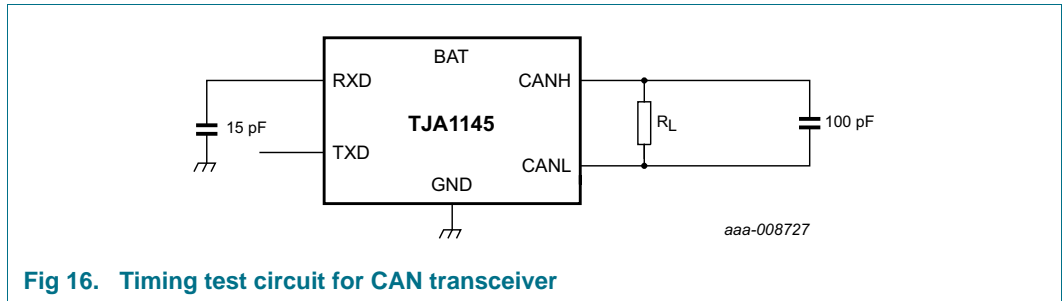 BAT
RXD
CANH
TJA1145
RL
15 pF
100 pF
TXD
CANL
GND
aaa-008727
Fig 16. Timing test circuit for CAN transceiver